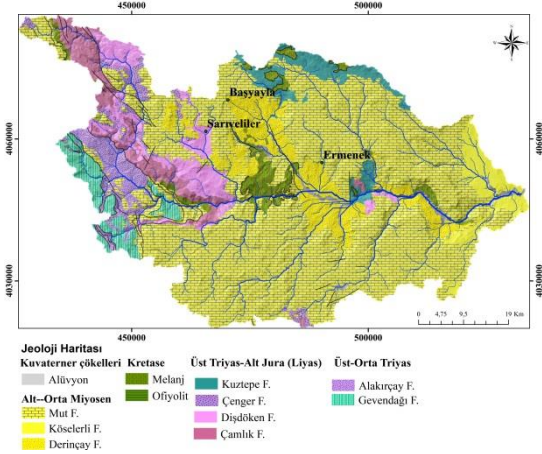 450000 500000
4060000 4060000
Başyayla
Sarıveliler
Ermenek
4030000 4030000
0 4,75 9,5 19 Km
450000 500000
Jeoloji Haritası
Kuvaterner çökelleri Kretase Üst Triyas-Alt Jura (Liyas) Üst-Orta Triyas
Alüvyon Melanj Kuztepe F. Alakırçay F.
Ofiyolit Çenger F. Gevendağı F.
Alt--Orta Miyosen Dişdöken F.
Mut F. Çamlık F.
Köselerli F.
Derinçay F.